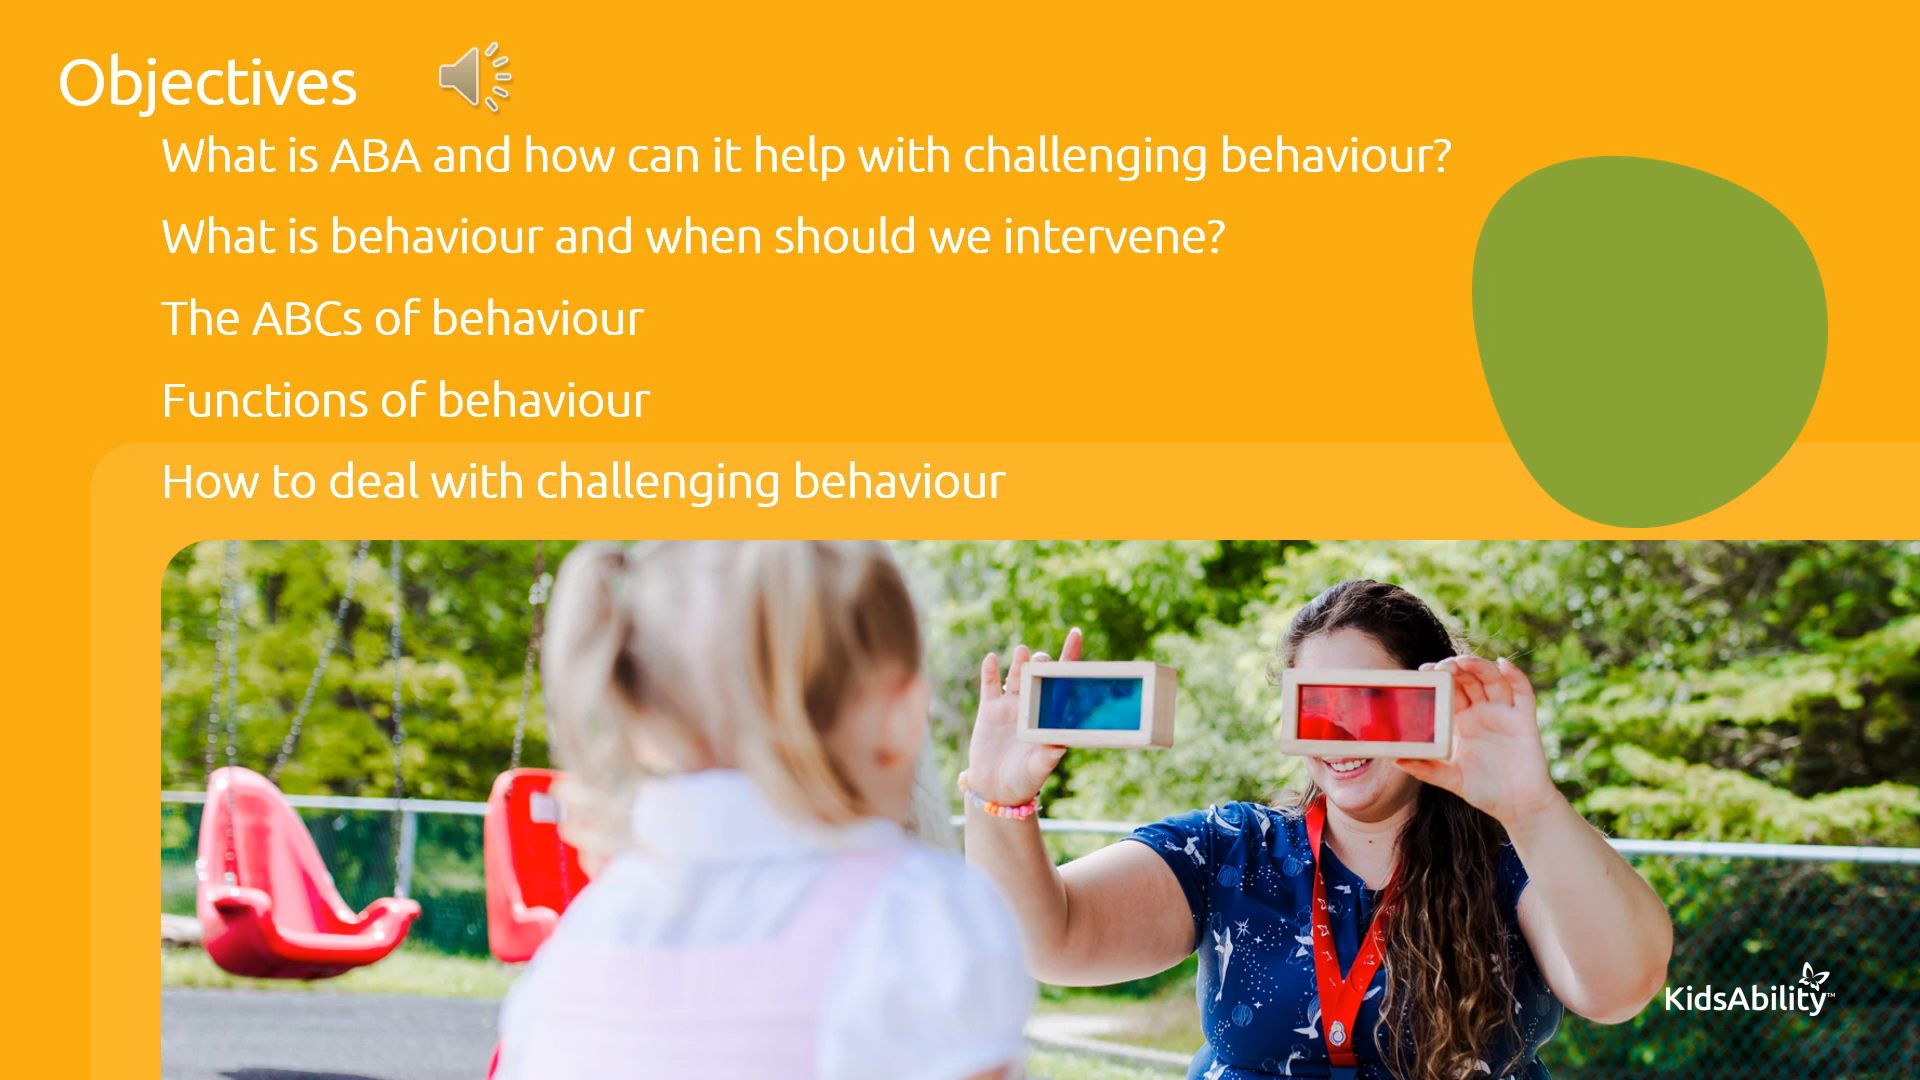 Objectives
What is ABA and how can it help with challenging behaviour?
What is behaviour and when should we intervene?
The ABCs of behaviour
Functions of behaviour
How to deal with challenging behaviour
KidsAbility™